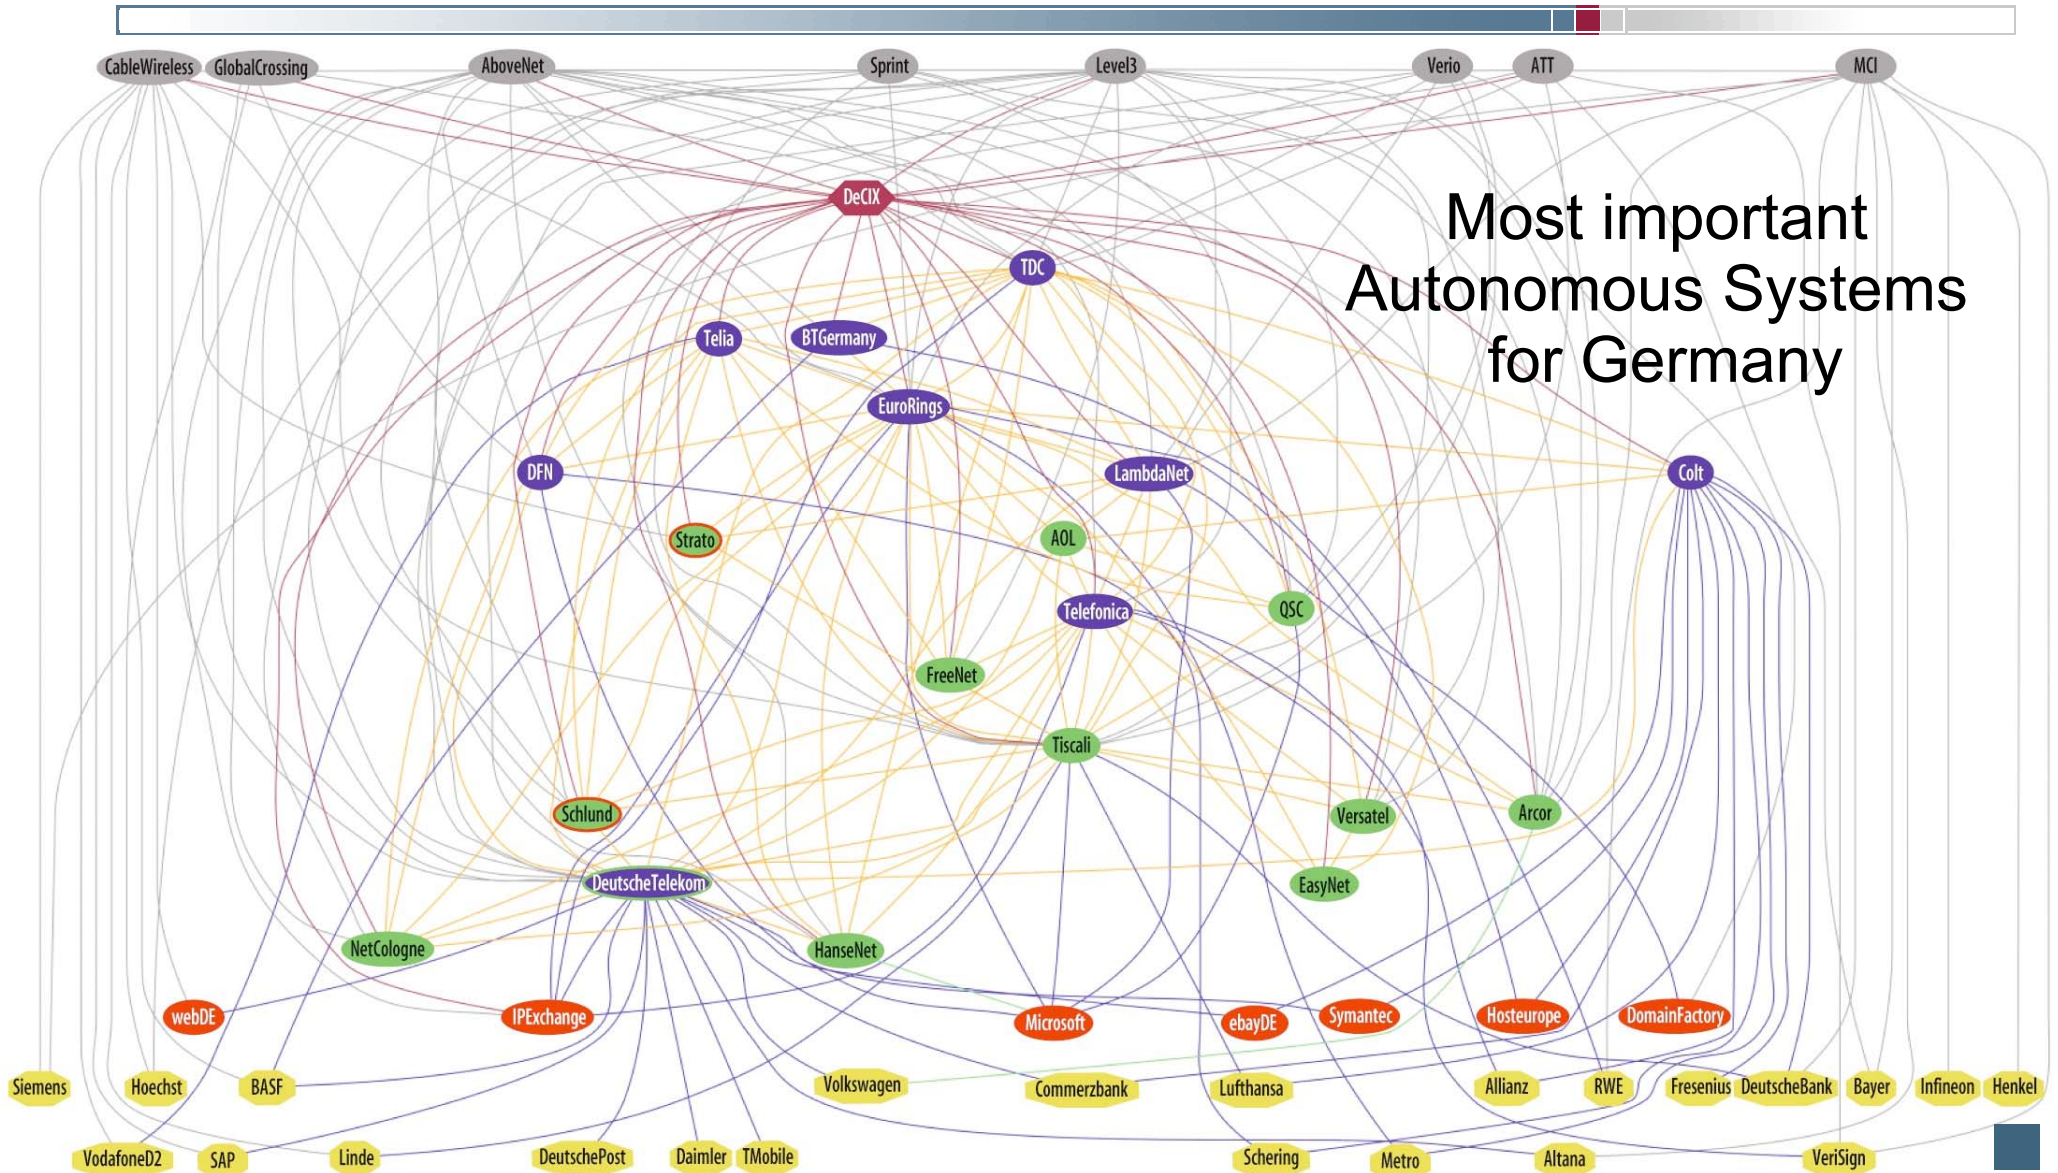 CableWireless
GlobalCrossing
AboveNet
Sprint
Level3
Verio
ATT
MCI
DeCIX
Most important
Autonomous Systems
for Germany
TDC
Telia
BTGermany
EuroRings
DFN
LambdaNet
Colt
Strato
AOL
Telefonica
QSC
FreeNet
Tiscali
Schlund
Versatel
Arcor
DeutscheTelekom
EasyNet
NetCologne
HanseNet
webDE
IPExchange
Microsoft
ebayDE
Symantec
Hosteurope
DomainFactory
Siemens
Hoechst
BASF
Volkswagen
Commerzbank
Lufthansa
Allianz
RWE
Fresenius
DeutscheBank
Bayer
Infineon
Henkel
VodafoneD2
SAP
Linde
DeutschePost
Daimler
TMobile
Schering
Metro
Altana
VeriSign